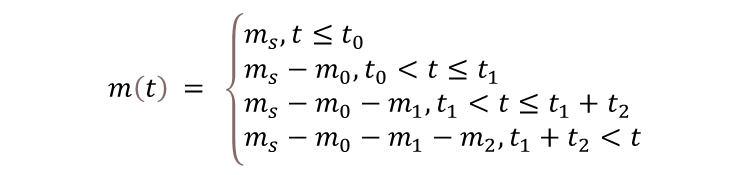 m(t) = { m_s, t ≤ t_0
m_s − m_0, t_0 < t ≤ t_1
m_s − m_0 − m_1, t_1 < t ≤ t_1 + t_2
m_s − m_0 − m_1 − m_2, t_1 + t_2 < t